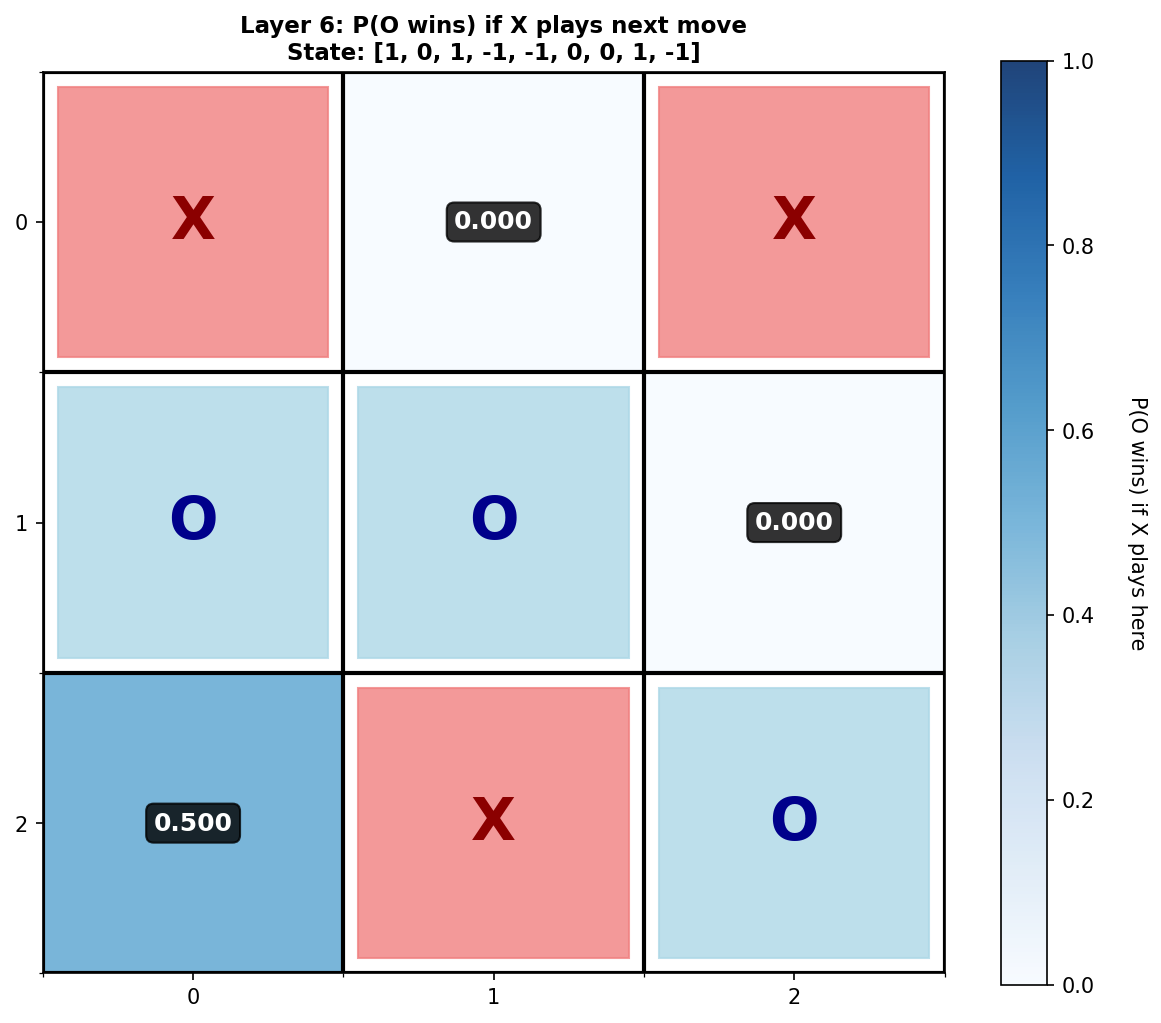 Layer 6: P(O wins) if X plays next move
State: [1, 0, 1, -1, -1, 0, 0, 1, -1]
0
X
0.000
X
1
O
O
0.000
2
0.500
X
O
0
1
2
1.0
0.8
0.6
0.4
0.2
0.0
P(O wins) if X plays here